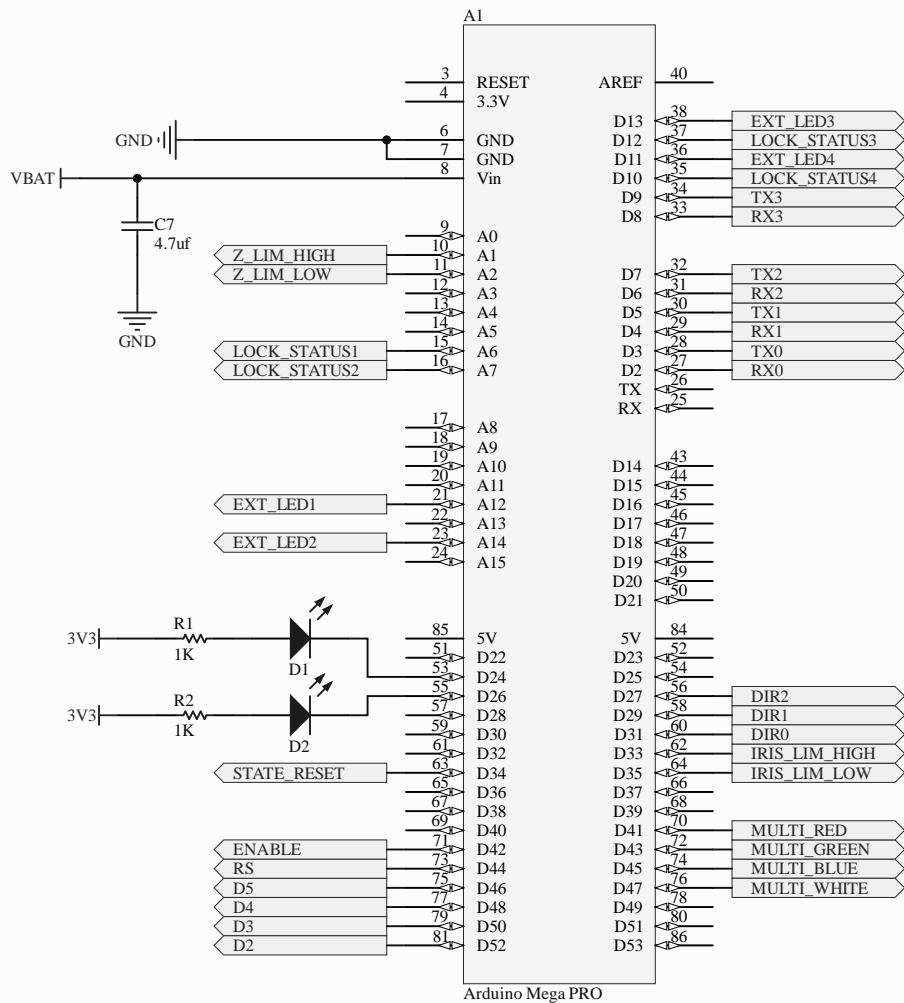 A1
3 RESET AREF 40
4 3.3V
D13 38 EXT_LED3
GND 6 GND D12 37 LOCK_STATUS3
7 GND D11 36 EXT_LED4
VBAT 8 Vin D10 35 LOCK_STATUS4
D9 34 TX3
D8 33 RX3
C7
4.7uf
GND
9 A0
Z_LIM_HIGH 10 A1
Z_LIM_LOW 11 A2 D7 32 TX2
12 A3 D6 31 RX2
13 A4 D5 30 TX1
14 A5 D4 29 RX1
LOCK_STATUS1 15 A6 D3 28 TX0
LOCK_STATUS2 16 A7 D2 27 RX0
TX 26
RX 25
17 A8
18 A9
19 A10 D14 43
20 A11 D15 44
EXT_LED1 21 A12 D16 45
22 A13 D17 46
EXT_LED2 23 A14 D18 47
24 A15 D19 48
D20 49
D21 50
3V3 R1 1K D1 85 5V 5V 84
51 D22 D23 52
53 D24 D25 54
55 D26 D27 56 DIR2
3V3 R2 1K D2 57 D28 D29 58 DIR1
59 D30 D31 60 DIR0
61 D32 D33 62 IRIS_LIM_HIGH
STATE_RESET 63 D34 D35 64 IRIS_LIM_LOW
65 D36 D37 66
67 D38 D39 68
69 D40 D41 70 MULTI_RED
ENABLE 71 D42 D43 72 MULTI_GREEN
RS 73 D44 D45 74 MULTI_BLUE
D5 75 D46 D47 76 MULTI_WHITE
D4 77 D48 D49 78
D3 79 D50 D51 80
D2 81 D52 D53 86
Arduino Mega PRO